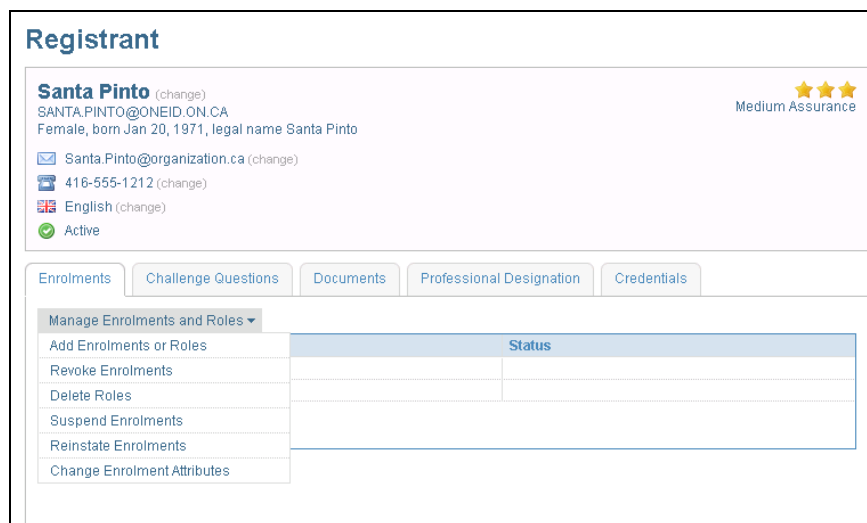 Registrant
Santa Pinto (change)
SANTA.PINTO@ONEID.ON.CA
Female, born Jan 20, 1971, legal name Santa Pinto
Medium Assurance
Santa.Pinto@organization.ca (change)
416-555-1212 (change)
English (change)
Active
Enrolments Challenge Questions Documents Professional Designation Credentials
Manage Enrolments and Roles
Add Enrolments or Roles Status
Revoke Enrolments
Delete Roles
Suspend Enrolments
Reinstate Enrolments
Change Enrolment Attributes